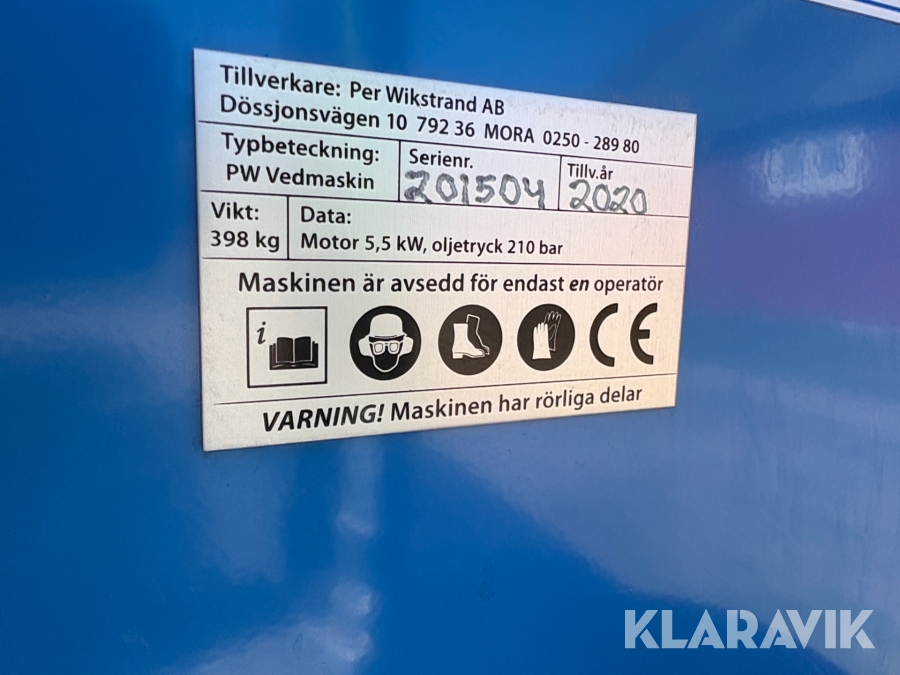 Tillverkare: Per Wikstrand AB
Dössjonsvägen 10 792 36 MORA 0250 - 289 80
Typbeteckning:
PW Vedmaskin
Serienr.
201504
Tillv.år
2020
Vikt:
398 kg
Data:
Motor 5,5 kW, oljetryck 210 bar
Maskinen är avsedd för endast en operatör
i
CE
VARNING! Maskinen har rörliga delar
KLARAVIK